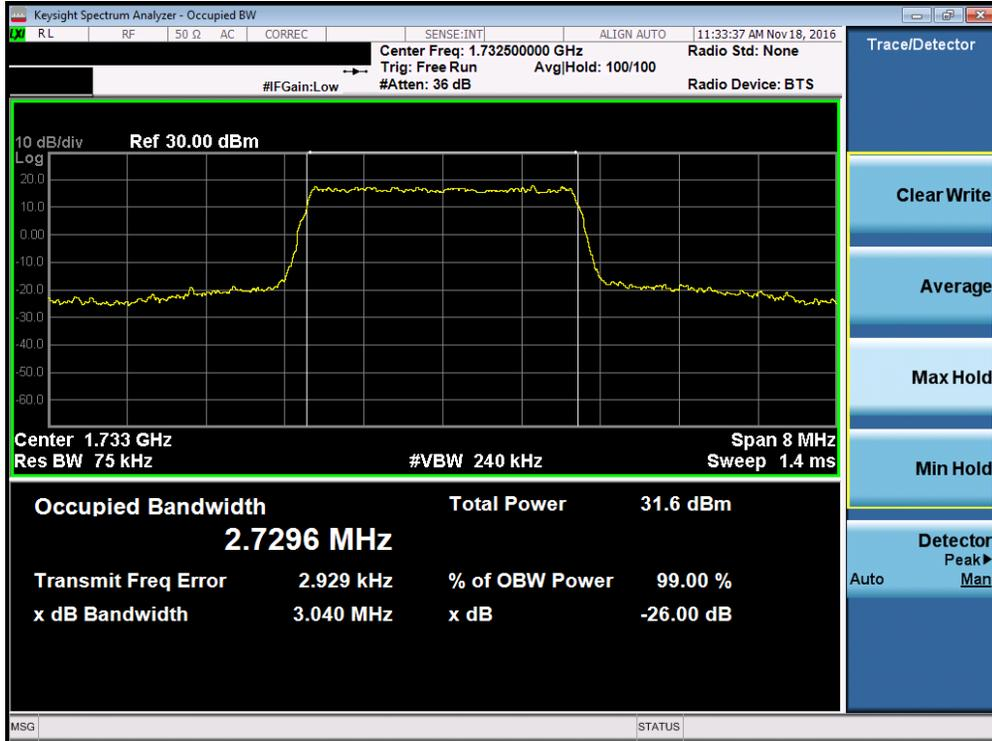 Keysight Spectrum Analyzer - Occupied BW
LXI RL RF 50 Ω AC CORREC SENSE:INT ALIGN AUTO 11:33:37 AM Nov 18, 2016
Center Freq: 1.732500000 GHz Radio Std: None
Trig: Free Run Avg|Hold: 100/100
#IFGain:Low #Atten: 36 dB Radio Device: BTS
Trace/Detector
10 dB/div Ref 30.00 dBm
Log
20.0
10.0
0.00
-10.0
-20.0
-30.0
-40.0
-50.0
-60.0
Center 1.733 GHz Span 8 MHz
Res BW 75 kHz #VBW 240 kHz Sweep 1.4 ms
Occupied Bandwidth Total Power 31.6 dBm
2.7296 MHz
Transmit Freq Error 2.929 kHz % of OBW Power 99.00 %
x dB Bandwidth 3.040 MHz x dB -26.00 dB
Clear Write
Average
Max Hold
Min Hold
Detector
Peak▶
Auto Man
MSG STATUS